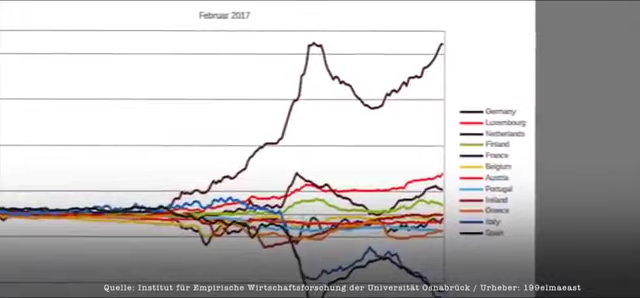 Februar 2017
Germany
Luxembourg
Netherlands
Finland
France
Belgium
Austria
Portugal
Ireland
Greece
Italy
Spain
Quelle: Institut für Empirische Wirtschaftsforschung der Universität Osnabrück / Urheber: 199elmaeast